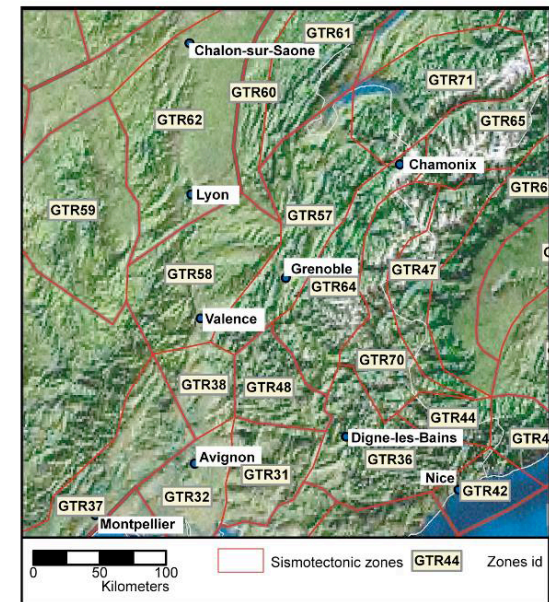 GTR61
Chalon-sur-Saone
GTR71
GTR60
GTR62
GTR65
Chamonix
GTR59
Lyon
GTR57
GTR58
Grenoble
GTR47
GTR64
Valence
GTR70
GTR38
GTR48
GTR44
Digne-les-Bains
Avignon
GTR36
GTR31
Nice
GTR32
GTR42
GTR37
Montpellier
0 50 100
Kilometers
Sismotectonic zones
GTR44
Zones id